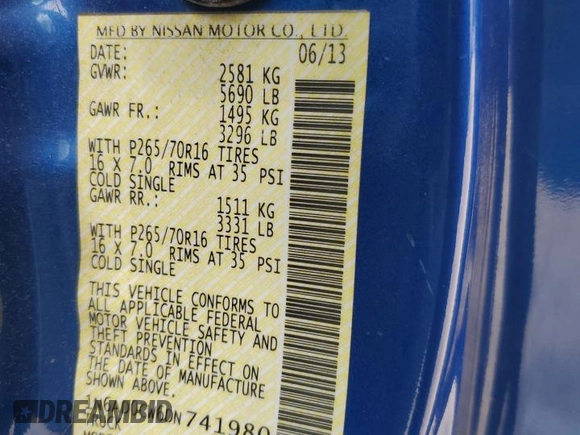 MFD BY NISSAN MOTOR CO., LTD.
DATE: 06/13
GVWR: 2581 KG
5690 LB
GAWR FR.: 1495 KG
3296 LB
WITH P265/70R16 TIRES
16 X 7.0 RIMS AT 35 PSI
COLD SINGLE
GAWR RR.: 1511 KG
3331 LB
WITH P265/70R16 TIRES
16 X 7.0 RIMS AT 35 PSI
COLD SINGLE
THIS VEHICLE CONFORMS TO
ALL APPLICABLE FEDERAL
MOTOR VEHICLE SAFETY AND
THEFT PREVENTION
STANDARDS IN EFFECT ON
THE DATE OF MANUFACTURE
SHOWN ABOVE.
741980
TRUCK
DREAMBID